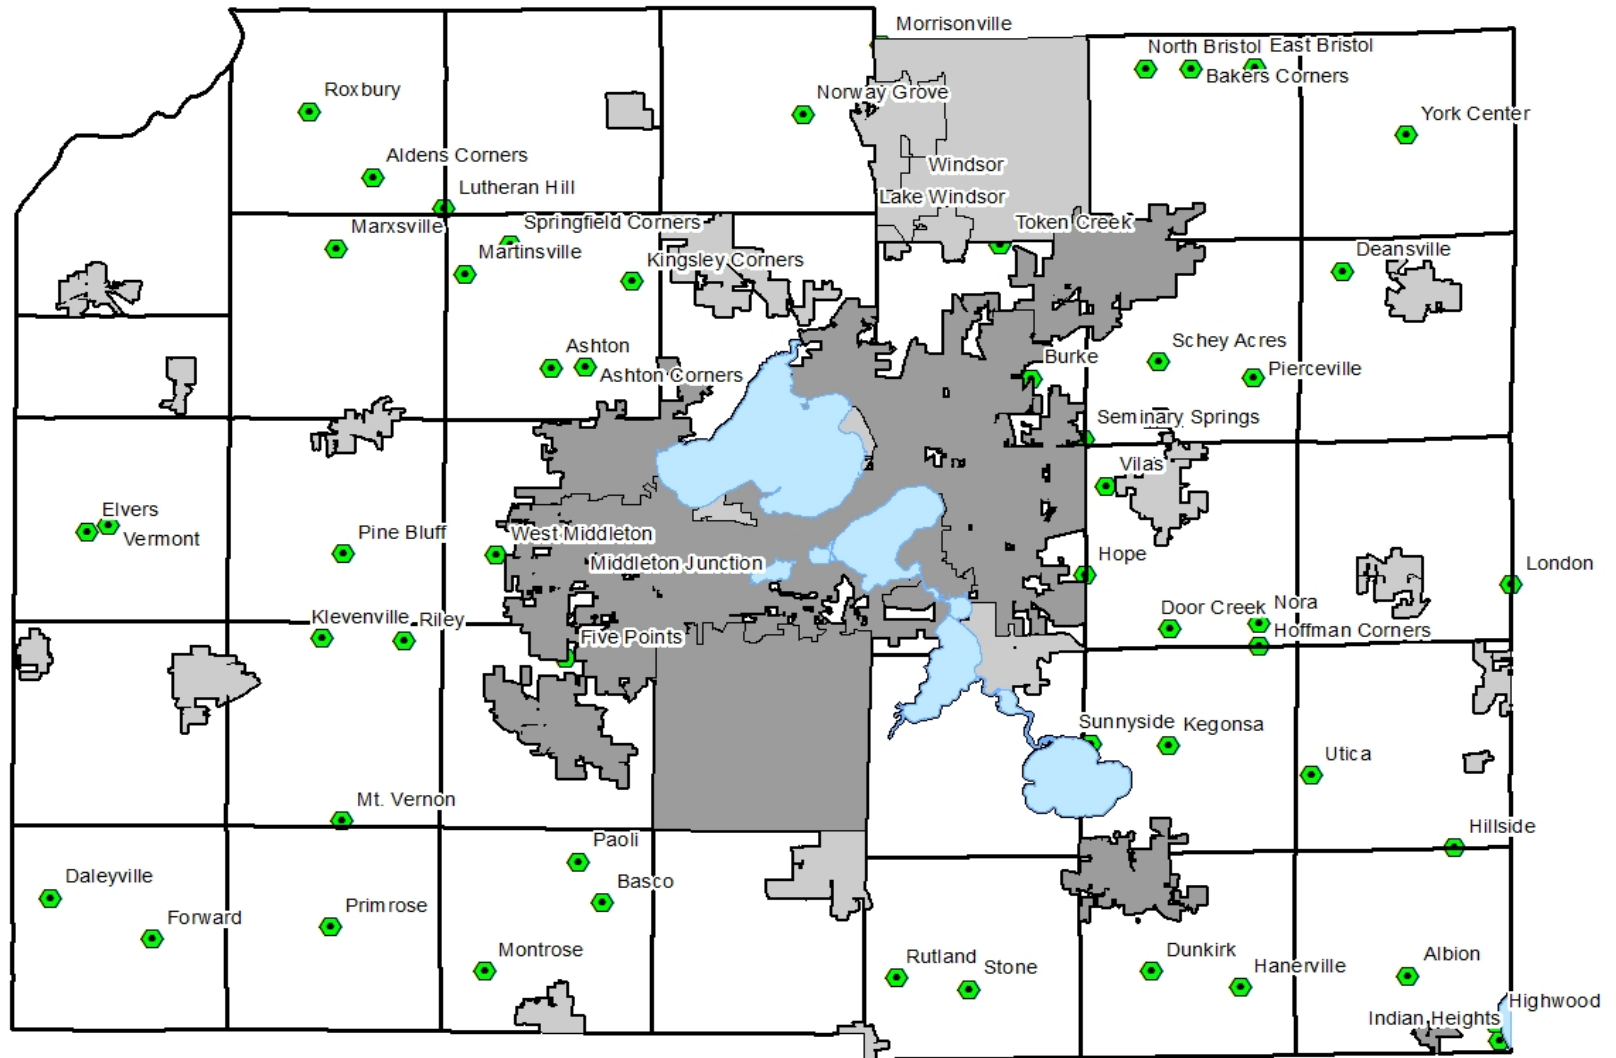 Morrisonville
North Bristol
East Bristol
Bakers Corners
Roxbury
Norway Grove
York Center
Aldens Corners
Windsor
Lutheran Hill
Lake Windsor
Marxsville
Springfield Corners
Token Creek
Martinsville
Kingsley Corners
Deansville
Ashton
Schey Acres
Burke
Ashton Corners
Pierceville
Seminary Springs
Vilas
Elvers
Vermont
Pine Bluff
West Middleton
Middleton Junction
Hope
London
Klevenville
Riley
Door Creek
Nora
Five Points
Hoffman Corners
Sunnyside
Kegonsa
Utica
Mt. Vernon
Hillside
Paoli
Daleyville
Basco
Forward
Primrose
Montrose
Rutland
Stone
Dunkirk
Hanerville
Albion
Highwood
Indian Heights